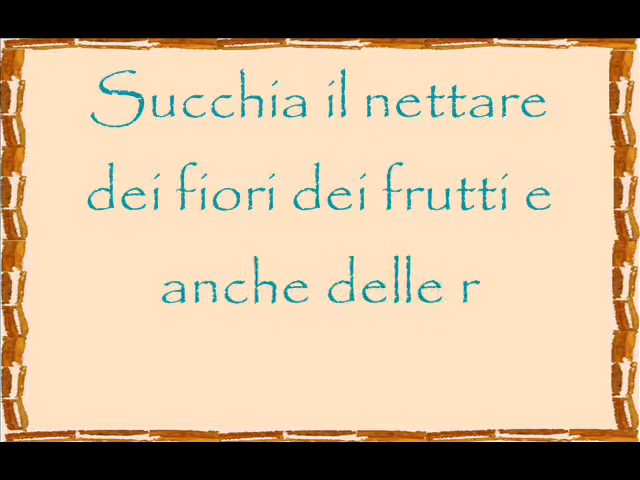 Succhia il nettare
dei fiori dei frutti e
anche delle r